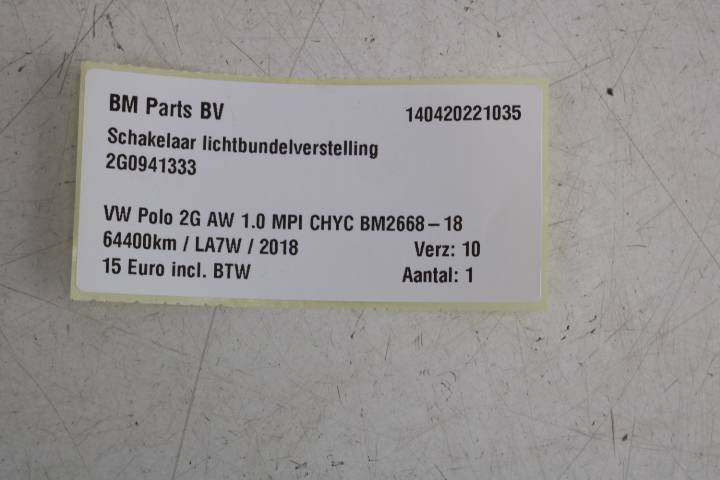 BM Parts BV 140420221035
Schakelaar lichtbundelverstelling
2G0941333
VW Polo 2G AW 1.0 MPI CHYC BM2668-18
64400km / LA7W / 2018 Verz: 10
15 Euro incl. BTW Aantal: 1